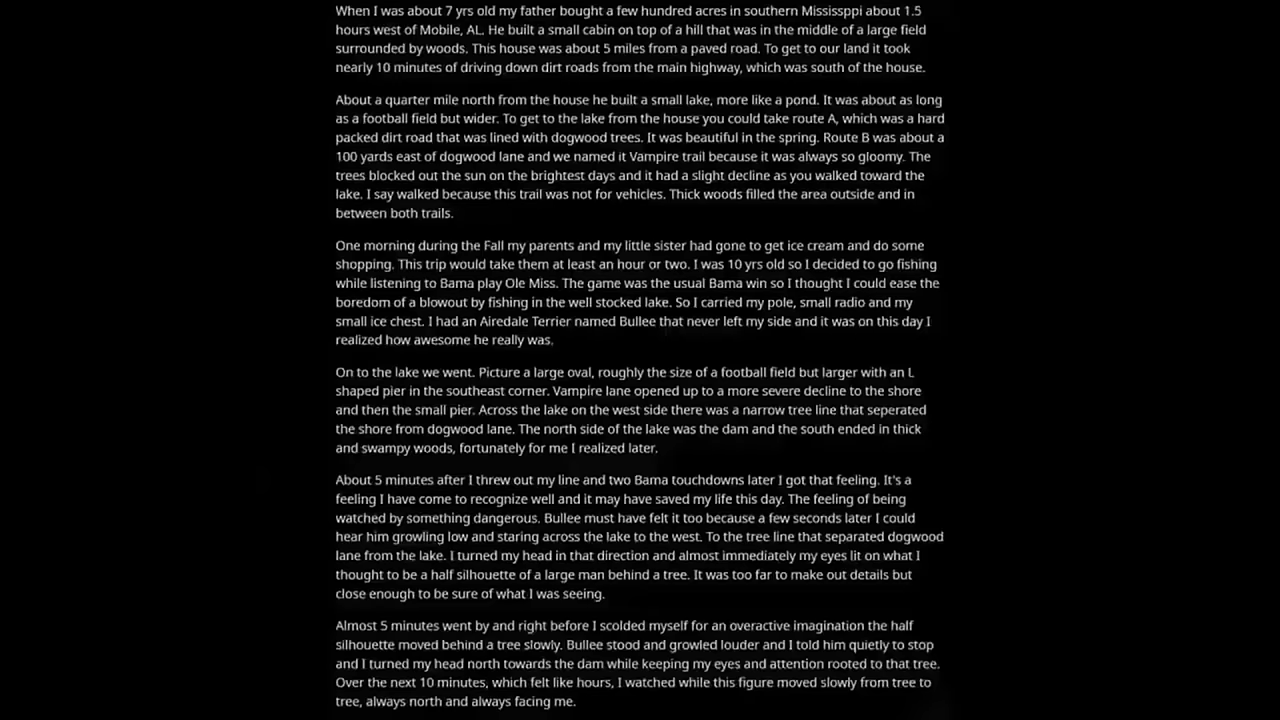 When I was about 7 yrs old my father bought a few hundred acres in southern Mississppi about 1.5
hours west of Mobile, AL. He built a small cabin on top of a hill that was in the middle of a large field
surrounded by woods. This house was about 5 miles from a paved road. To get to our land it took
nearly 10 minutes of driving down dirt roads from the main highway, which was south of the house.
About a quarter mile north from the house he built a small lake, more like a pond. It was about as long
as a football field but wider. To get to the lake from the house you could take route A, which was a hard
packed dirt road that was lined with dogwood trees. It was beautiful in the spring. Route B was about a
100 yards east of dogwood lane and we named it Vampire trail because it was always so gloomy. The
trees blocked out the sun on the brightest days and it had a slight decline as you walked toward the
lake. I say walked because this trail was not for vehicles. Thick woods filled the area outside and in
between both trails.
One morning during the Fall my parents and my little sister had gone to get ice cream and do some
shopping. This trip would take them at least an hour or two. I was 10 yrs old so I decided to go fishing
while listening to Bama play Ole Miss. The game was the usual Bama win so I thought I could ease the
boredom of a blowout by fishing in the well stocked lake. So I carried my pole, small radio and my
small ice chest. I had an Airedale Terrier named Bullee that never left my side and it was on this day I
realized how awesome he really was.
On to the lake we went. Picture a large oval, roughly the size of a football field but larger with an L
shaped pier in the southeast corner. Vampire lane opened up to a more severe decline to the shore
and then the small pier. Across the lake on the west side there was a narrow tree line that seperated
the shore from dogwood lane. The north side of the lake was the dam and the south ended in thick
and swampy woods, fortunately for me I realized later.
About 5 minutes after I threw out my line and two Bama touchdowns later I got that feeling. It's a
feeling I have come to recognize well and it may have saved my life this day. The feeling of being
watched by something dangerous. Bullee must have felt it too because a few seconds later I could
hear him growling low and staring across the lake to the west. To the tree line that separated dogwood
lane from the lake. I turned my head in that direction and almost immediately my eyes lit on what I
thought to be a half silhouette of a large man behind a tree. It was too far to make out details but
close enough to be sure of what I was seeing.
Almost 5 minutes went by and right before I scolded myself for an overactive imagination the half
silhouette moved behind a tree slowly. Bullee stood and growled louder and I told him quietly to stop
and I turned my head north towards the dam while keeping my eyes and attention rooted to that tree.
Over the next 10 minutes, which felt like hours, I watched while this figure moved slowly from tree to
tree, always north and always facing me.